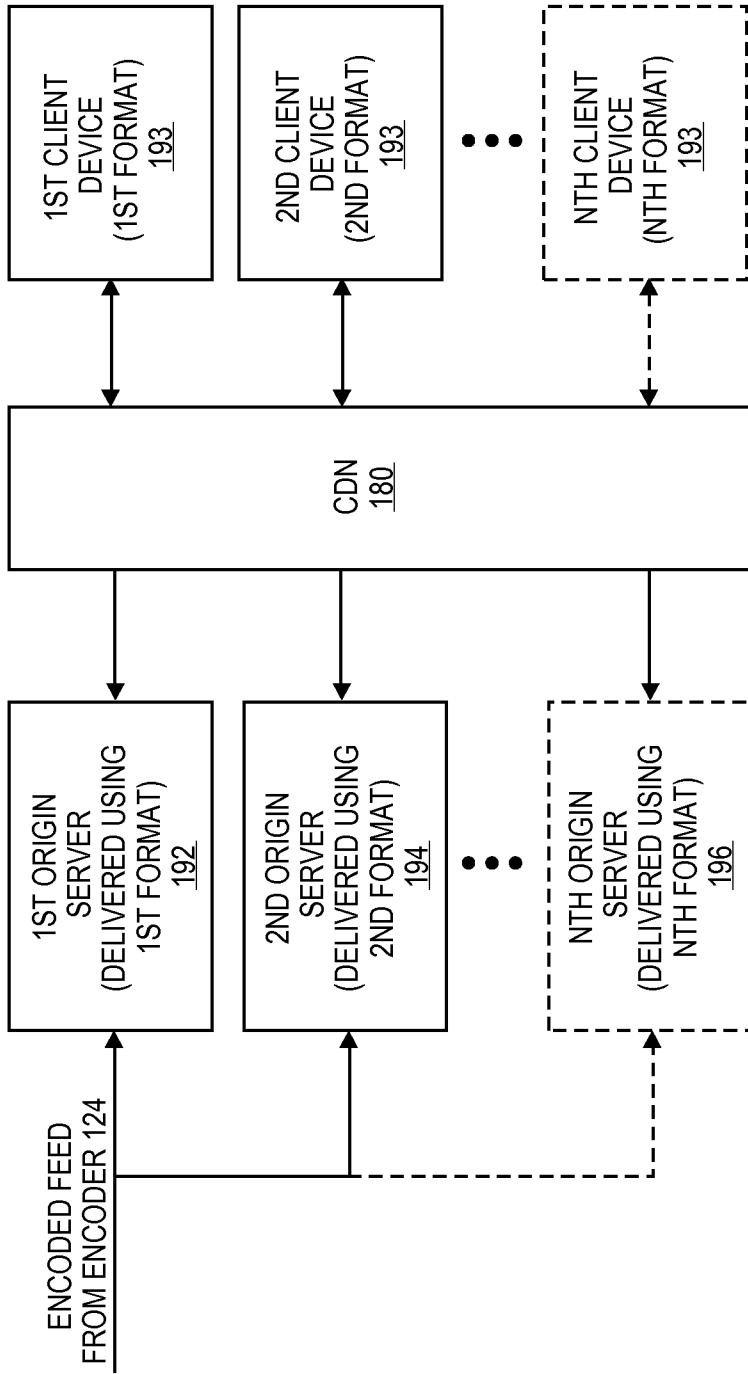 ENCODED FEED
FROM ENCODER 124
1ST ORIGIN
SERVER
(DELIVERED USING
1ST FORMAT)
192
2ND ORIGIN
SERVER
(DELIVERED USING
2ND FORMAT)
194
NTH ORIGIN
SERVER
(DELIVERED USING
NTH FORMAT)
196
CDN
180
1ST CLIENT
DEVICE
(1ST FORMAT)
193
2ND CLIENT
DEVICE
(2ND FORMAT)
193
NTH CLIENT
DEVICE
(NTH FORMAT)
193